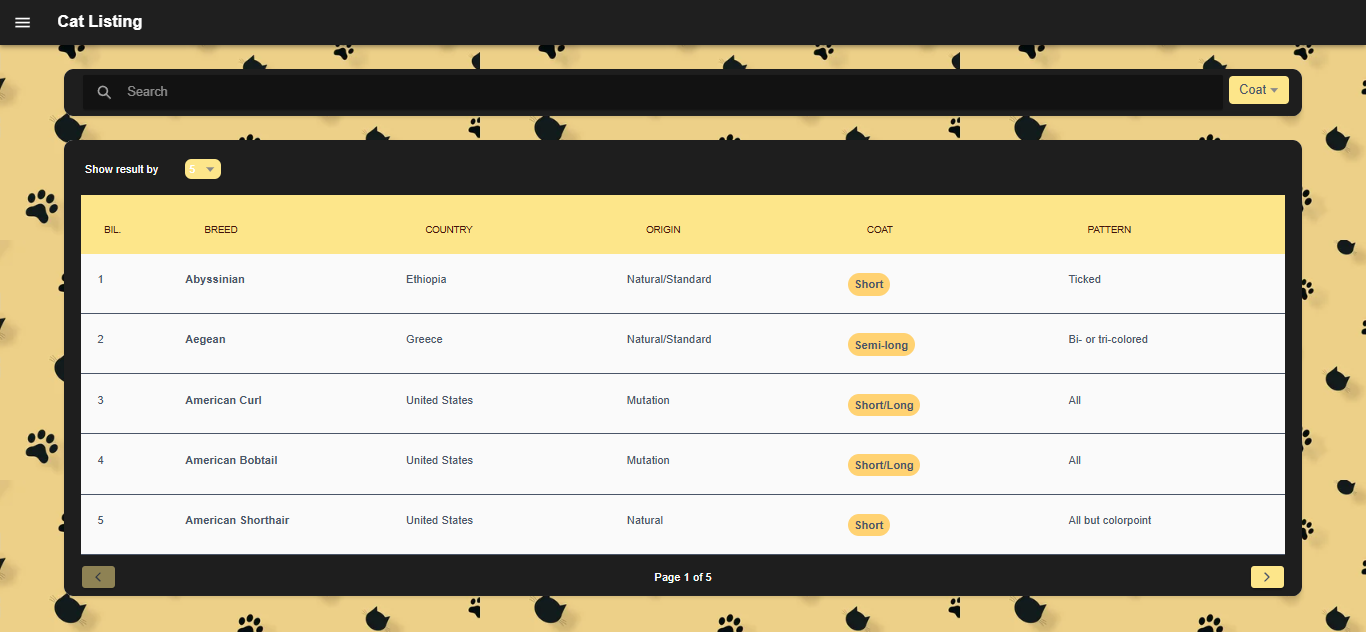 Cat Listing
Search
Coat
Show result by 5
BIL. BREED COUNTRY ORIGIN COAT PATTERN
1 Abyssinian Ethiopia Natural/Standard Short Ticked
2 Aegean Greece Natural/Standard Semi-long Bi- or tri-colored
3 American Curl United States Mutation Short/Long All
4 American Bobtail United States Mutation Short/Long All
5 American Shorthair United States Natural Short All but colorpoint
Page 1 of 5